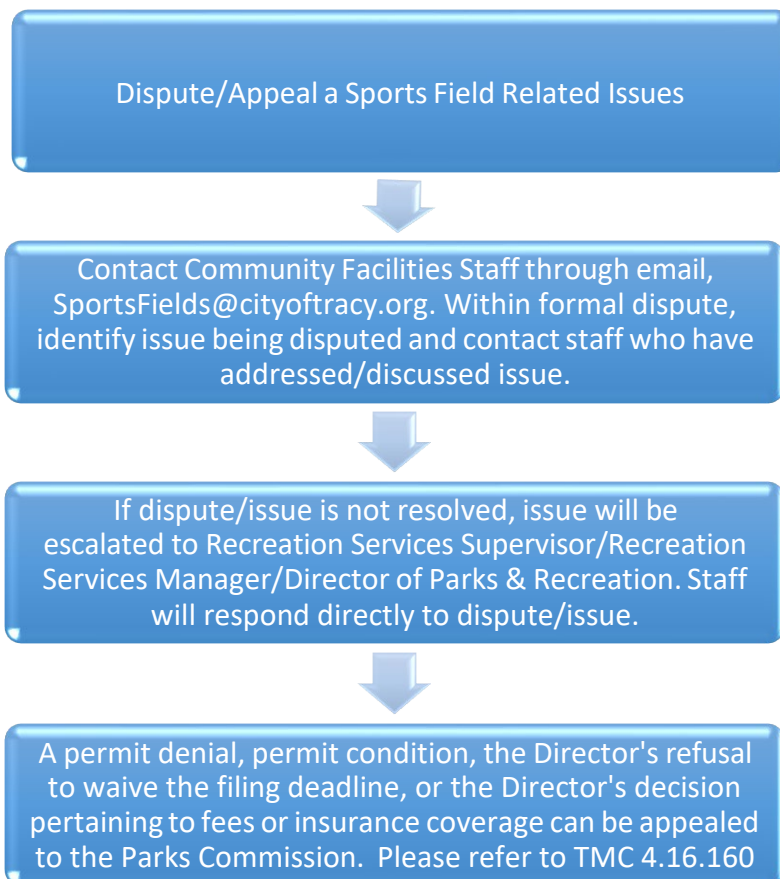 Dispute/Appeal a Sports Field Related Issues
Contact Community Facilities Staff through email,
SportsFields@cityoftracy.org. Within formal dispute,
identify issue being disputed and contact staff who have
addressed/discussed issue.
If dispute/issue is not resolved, issue will be
escalated to Recreation Services Supervisor/Recreation
Services Manager/Director of Parks & Recreation. Staff
will respond directly to dispute/issue.
A permit denial, permit condition, the Director's refusal
to waive the filing deadline, or the Director's decision
pertaining to fees or insurance coverage can be appealed
to the Parks Commission.  Please refer to TMC 4.16.160